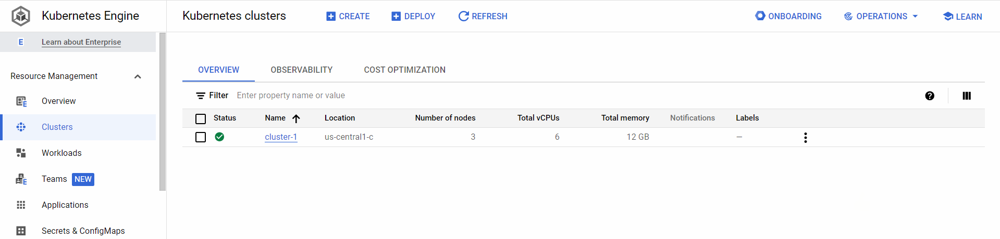 Kubernetes Engine
Kubernetes clusters
CREATE
DEPLOY
REFRESH
ONBOARDING
OPERATIONS
LEARN
E Learn about Enterprise
Resource Management
Overview
Clusters
Workloads
Teams NEW
Applications
Secrets & ConfigMaps
OVERVIEW OBSERVABILITY COST OPTIMIZATION
Filter Enter property name or value
Status Name Location Number of nodes Total vCPUs Total memory Notifications Labels
cluster-1 us-central1-c 3 6 12 GB —